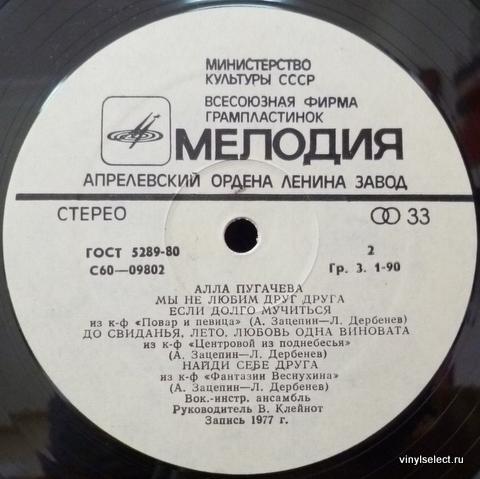 МИНИСТЕРСТВО
КУЛЬТУРЫ СССР
ВСЕСОЮЗНАЯ ФИРМА
ГРАМПЛАСТИНОК
МЕЛОДИЯ
АПРЕЛЕВСКИЙ ОРДЕНА ЛЕНИНА ЗАВОД
СТЕРЕО 33
ГОСТ 5289-80 2
С60—09802 Гр. 3. 1-90
АЛЛА ПУГАЧЕВА
МЫ НЕ ЛЮБИМ ДРУГ ДРУГА
ЕСЛИ ДОЛГО МУЧИТЬСЯ
из к-ф «Повар и певица» (А. Зацепин—Л. Дербенев)
ДО СВИДАНЬЯ, ЛЕТО, ЛЮБОВЬ ОДНА ВИНОВАТА
из к-ф «Центровой из поднебесья»
(А. Зацепин—Л. Дербенев)
НАЙДИ СЕБЕ ДРУГА
из к-ф «Фантазии Веснухина»
(А. Зацепин—Л. Дербенев)
Вок.-инстр. ансамбль
Руководитель В. Клейнот
Запись 1977 г.
vinylselect.ru